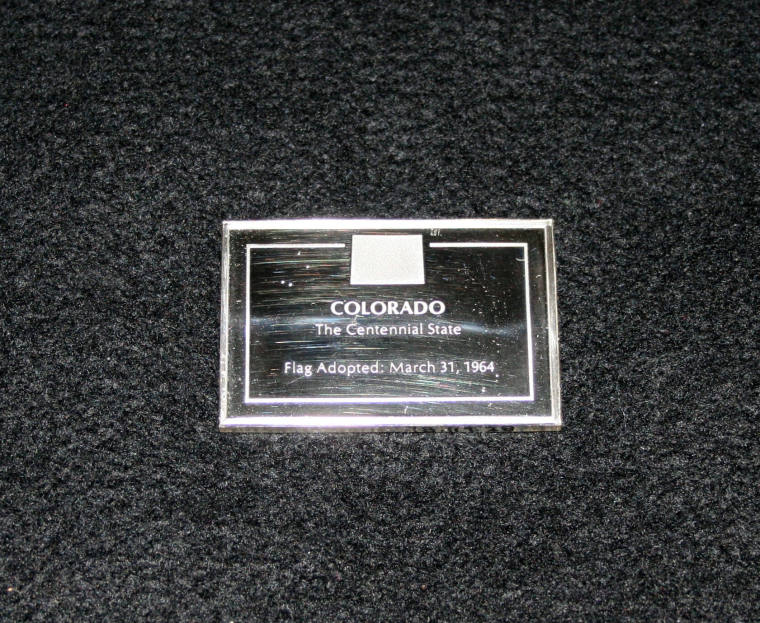 COLORADO
The Centennial State
Flag Adopted: March 31, 1964